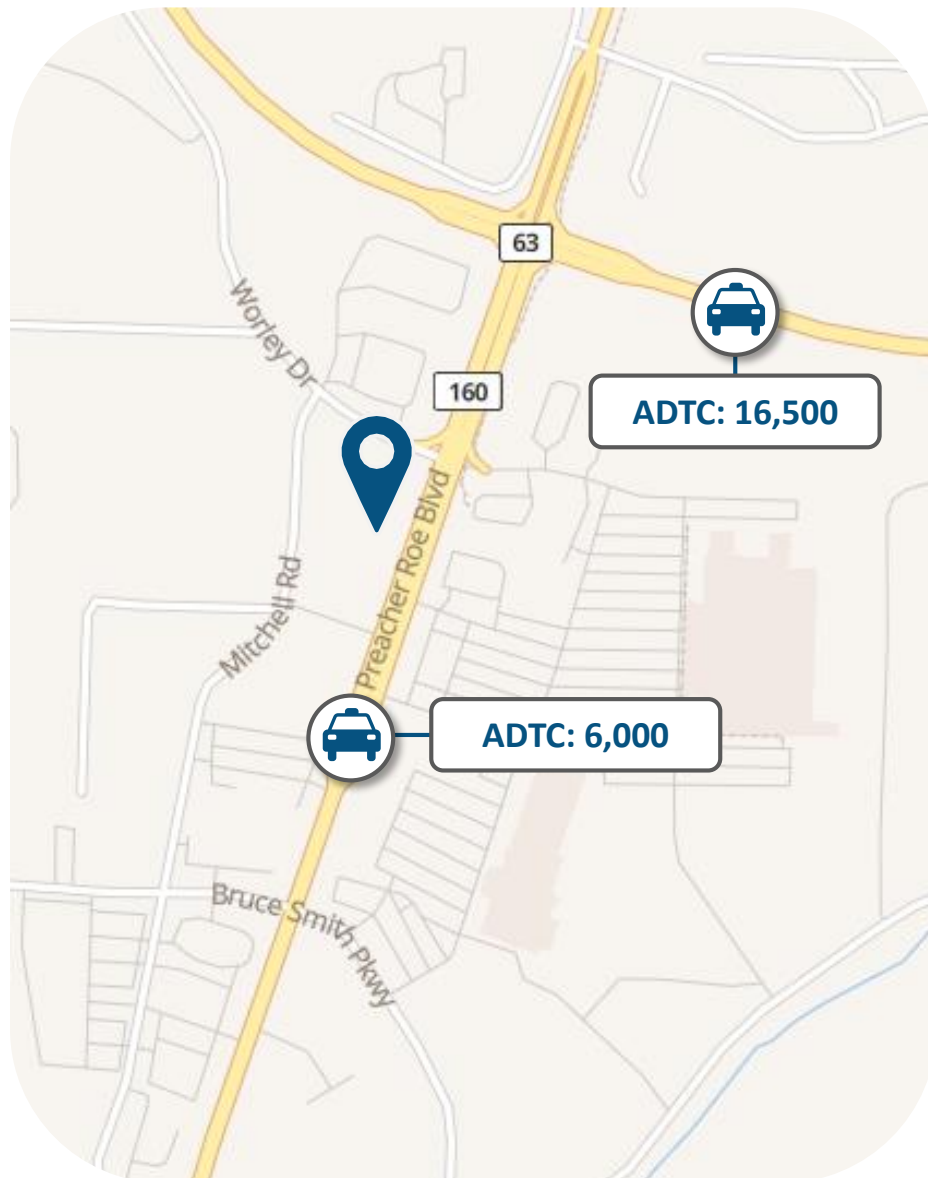 63
Worley Dr
160
ADTC: 16,500
Preacher Roe Blvd
Mitchell Rd
ADTC: 6,000
Bruce Smith Pkwy